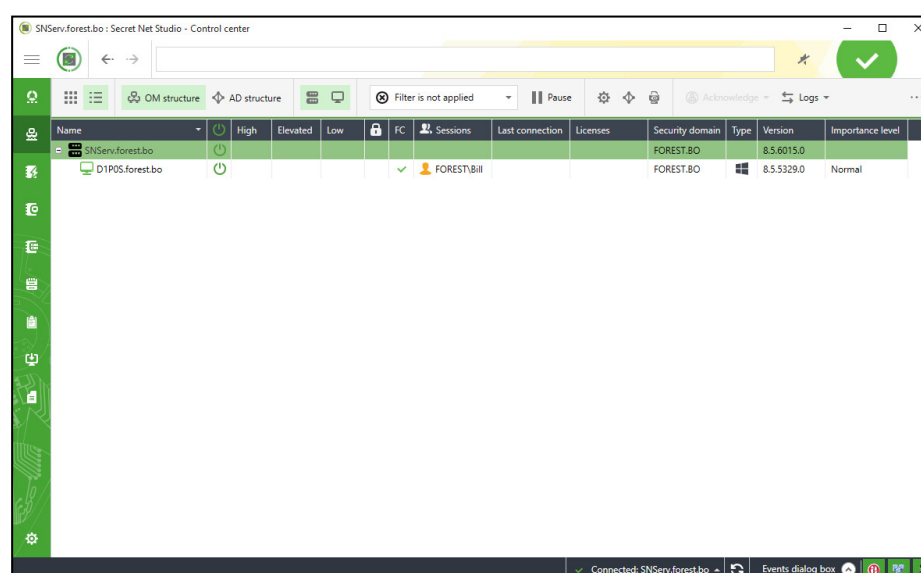 SNServ.forest.bo : Secret Net Studio - Control center
OM structure AD structure Filter is not applied Pause Acknowledge Logs
Name High Elevated Low FC Sessions Last connection Licenses Security domain Type Version Importance level
SNServ.forest.bo FOREST.BO 8.5.6015.0
D1P0S.forest.bo FOREST\Bill FOREST.BO 8.5.5329.0 Normal
Connected: SNServ.forest.bo Events dialog box